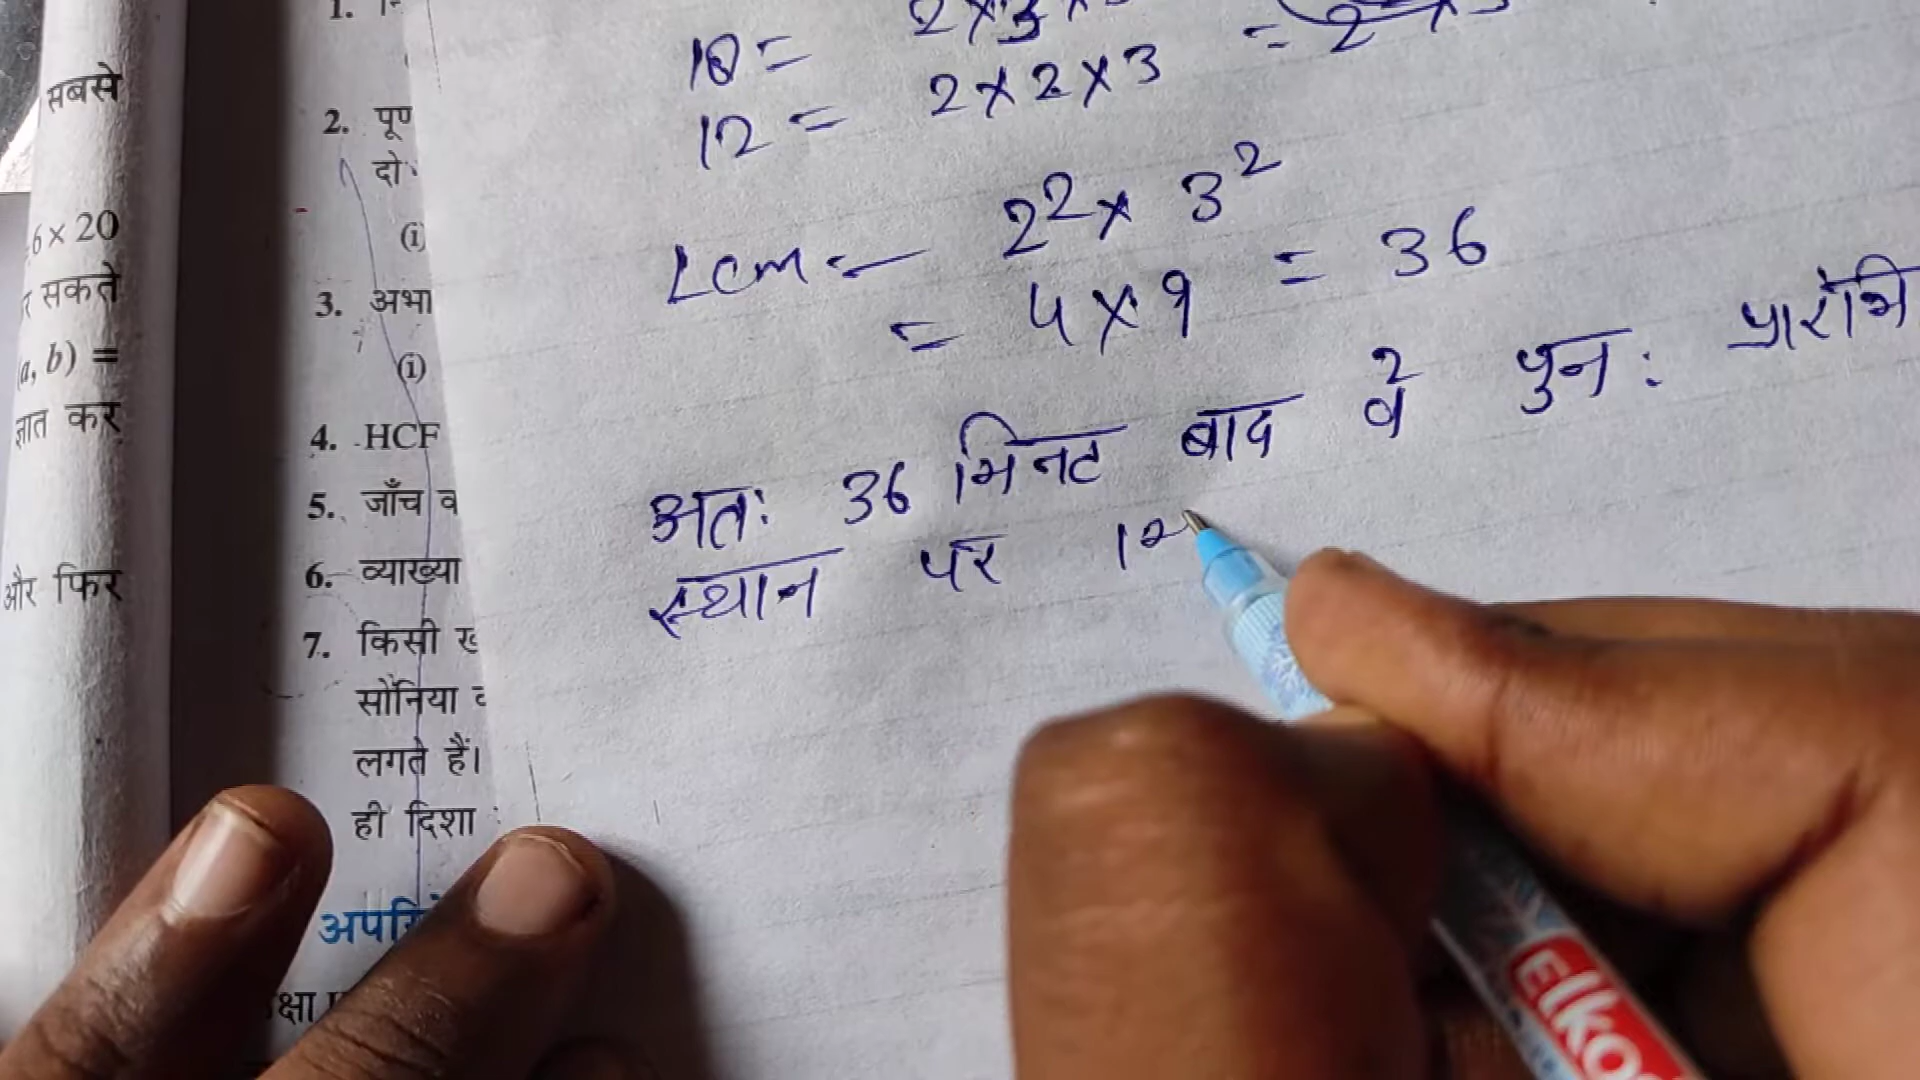 सबसे
6 × 20
सकते
(a, b) =
ज्ञात कर
और फिर
1.
2. पूर्ण
दो
(i)
3. अभा
(i)
4. HCF
5. जाँच
6. व्याख्या
7. किसी
सोनिया
लगते हैं।
ही दिशा
18 =
12 = 2×2×3
Lcm = 2² × 3²
= 4×9 = 36
अतः 36 मिनट बाद वे पुनः प्रारंभि
स्थान पर
Elko